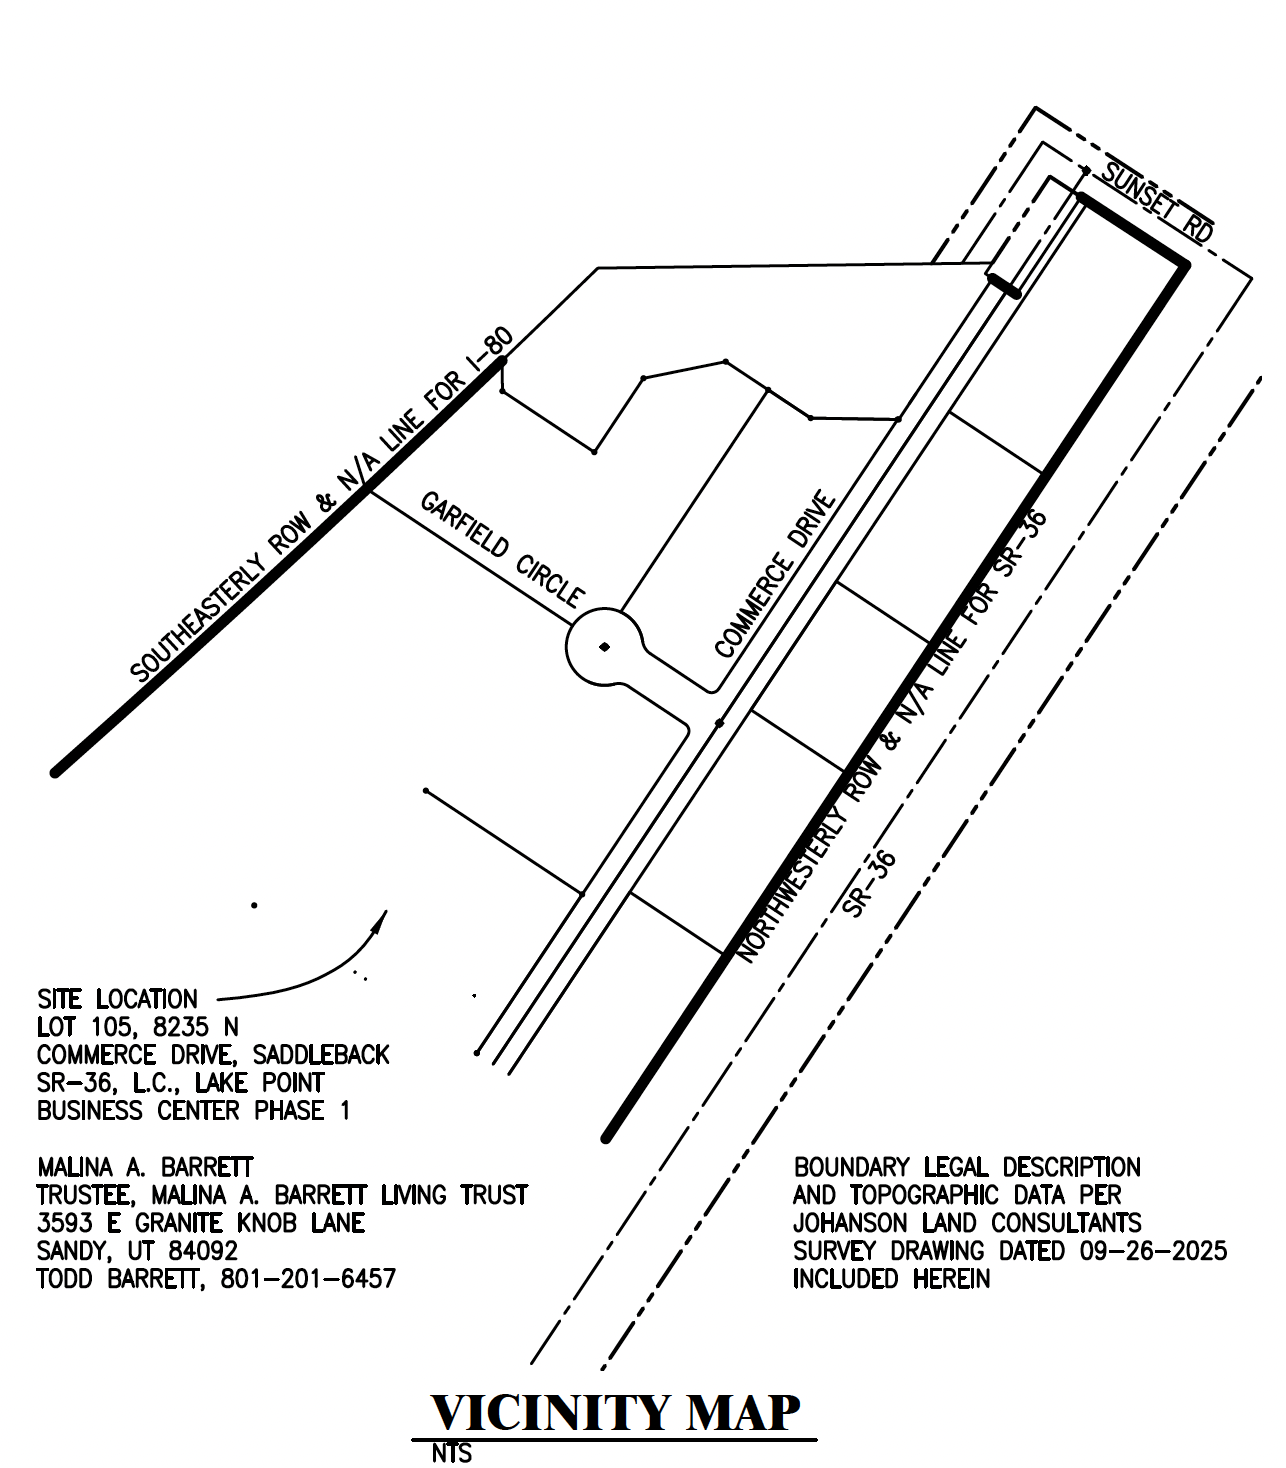 SUNSET RD
SOUTHEASTERLY ROW & N/A LINE FOR I-80
GARFIELD CIRCLE
COMMERCE DRIVE
NORTHWESTERLY ROW & N/A LINE FOR SR-36
SR-36
SITE LOCATION
LOT 105, 8235 N
COMMERCE DRIVE, SADDLEBACK
SR-36, L.C., LAKE POINT
BUSINESS CENTER PHASE 1
MALINA A. BARRETT
TRUSTEE, MALINA A. BARRETT LIVING TRUST
3593 E GRANITE KNOB LANE
SANDY, UT 84092
TODD BARRETT, 801-201-6457
BOUNDARY LEGAL DESCRIPTION
AND TOPOGRAPHIC DATA PER
JOHANSON LAND CONSULTANTS
SURVEY DRAWING DATED 09-26-2025
INCLUDED HEREIN
VICINITY MAP
NTS